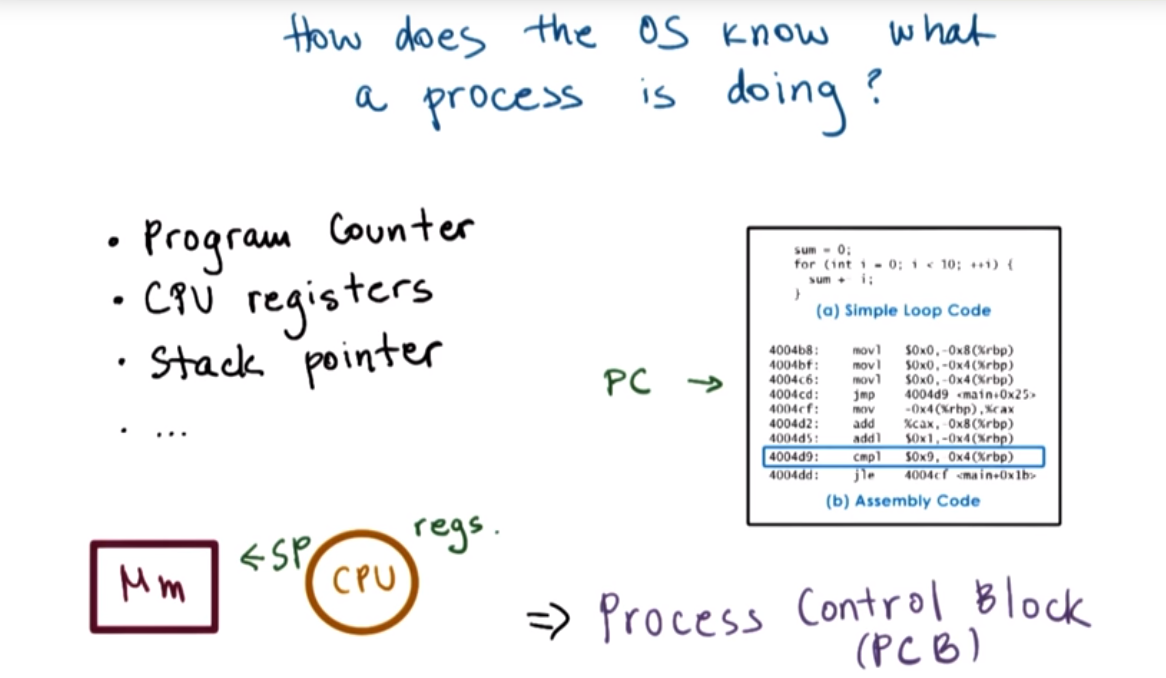 How does the OS know what
a process is doing?
• Program Counter
• CPU registers
• Stack pointer
• ...
sum = 0;
for (int i = 0; i < 10; ++i) {
sum + i;
}
(a) Simple Loop Code
4004b8: movl $0x0,-0x8(%rbp)
4004bf: movl $0x0,-0x4(%rbp)
4004c6: movl $0x0,-0x4(%rbp)
4004cd: jmp 4004d9 <main+0x25>
4004cf: mov -0x4(%rbp),%eax
4004d2: add %eax,-0x8(%rbp)
4004d5: addl $0x1,-0x4(%rbp)
4004d9: cmpl $0x9, 0x4(%rbp)
4004dd: jle 4004cf <main+0x1b>
(b) Assembly Code
PC →
Mm
←SP
CPU
regs.
⇒ Process Control Block
(PCB)